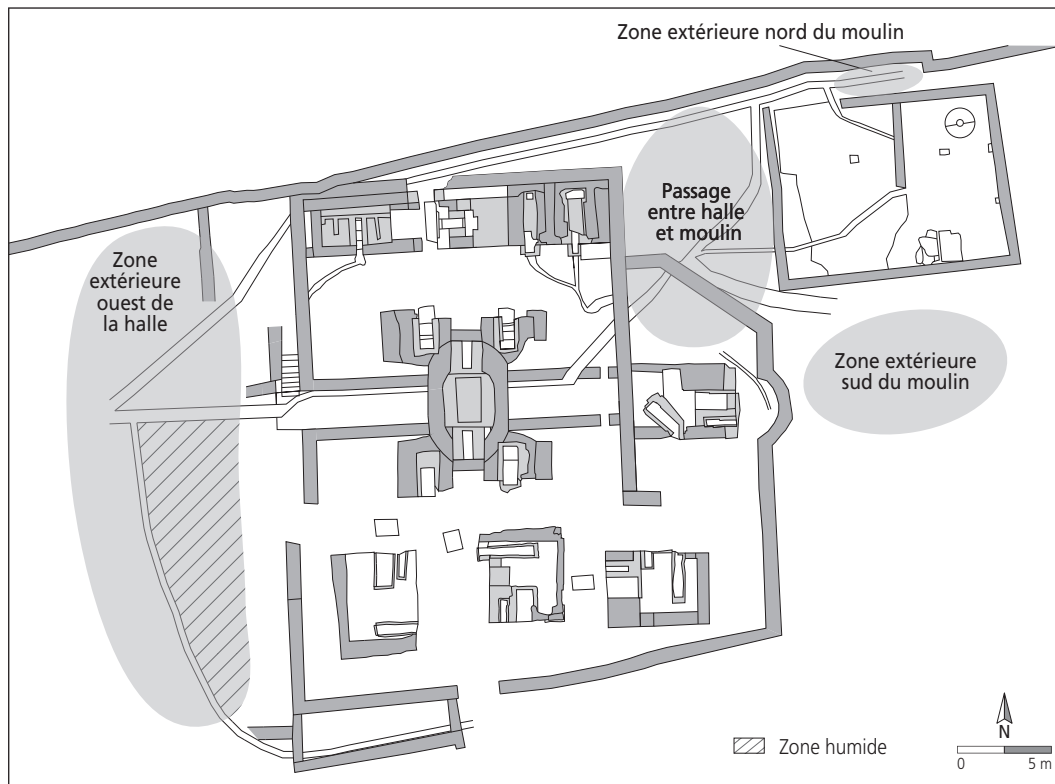 Zone extérieure nord du moulin
Passage
entre halle
et moulin
Zone
extérieure
ouest de
la halle
Zone extérieure
sud du moulin
Zone humide
N
0 5 m